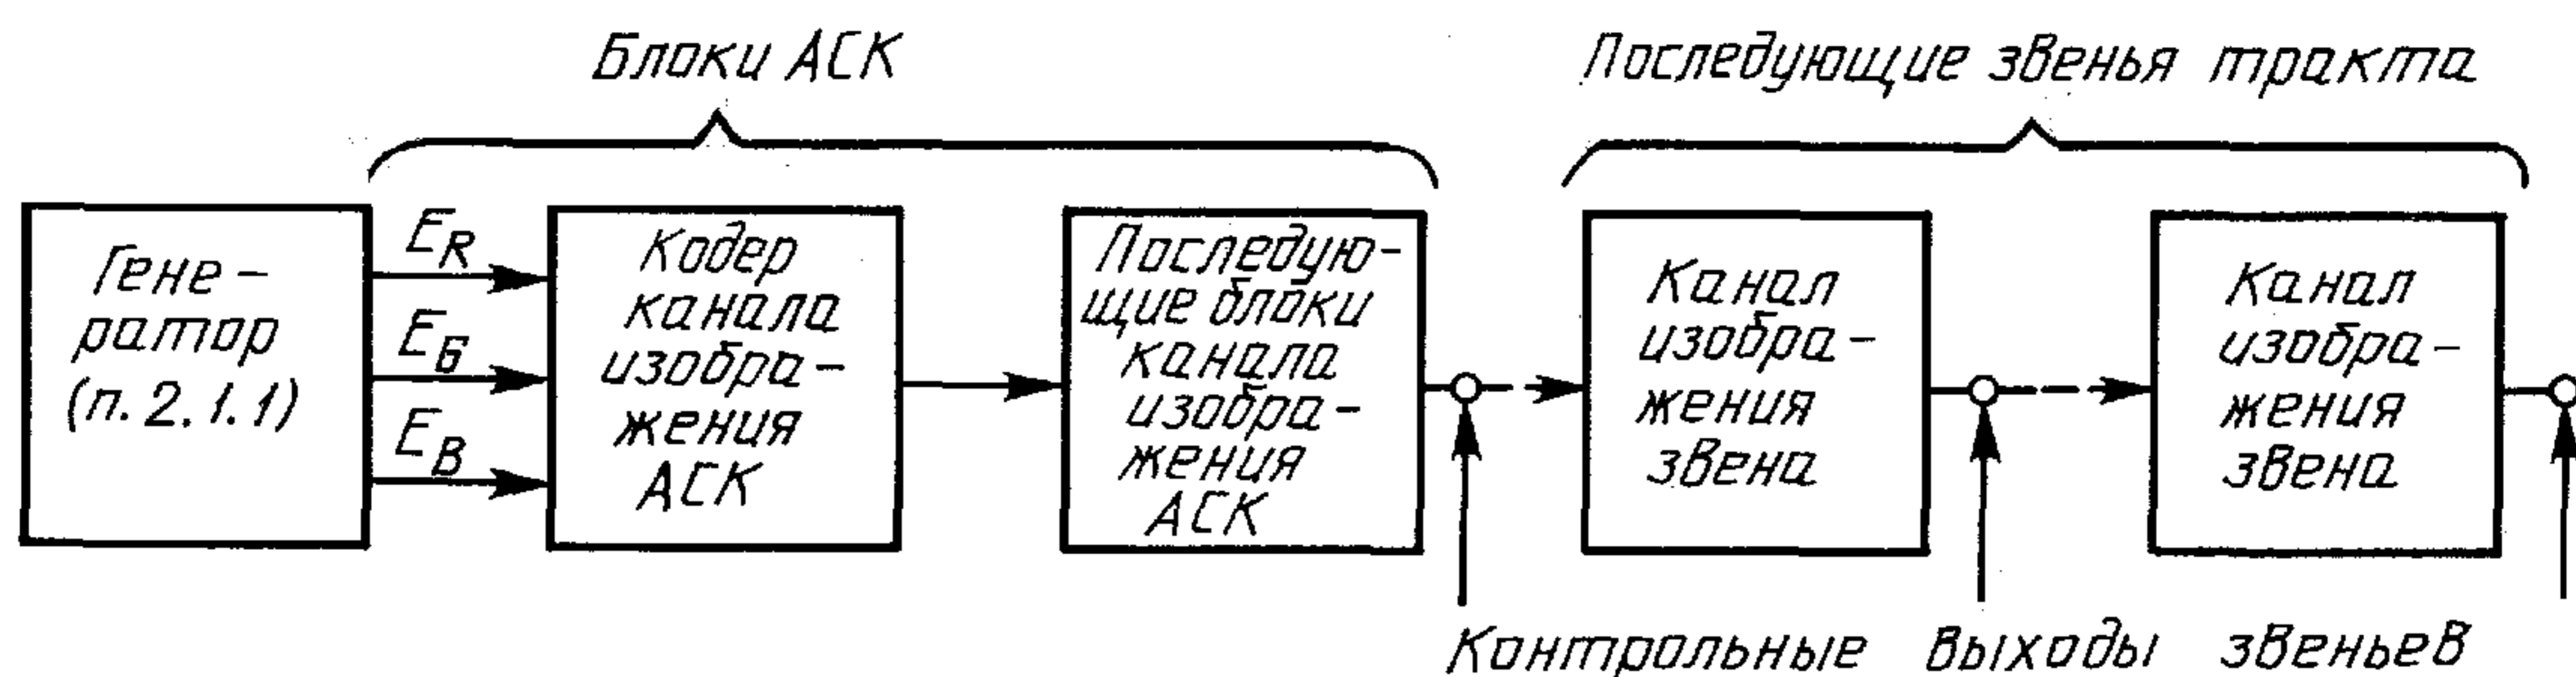 Блоки АСК
Последующие звенья тракта
Гене-
ратор
(п. 2.1.1)
E_R
E_G
E_B
Кодер
канала
изобра-
жения
АСК
Последую-
щие блоки
канала
изобра-
жения
АСК
Канал
изобра-
жения
звена
Канал
изобра-
жения
звена
Контрольные выходы звеньев